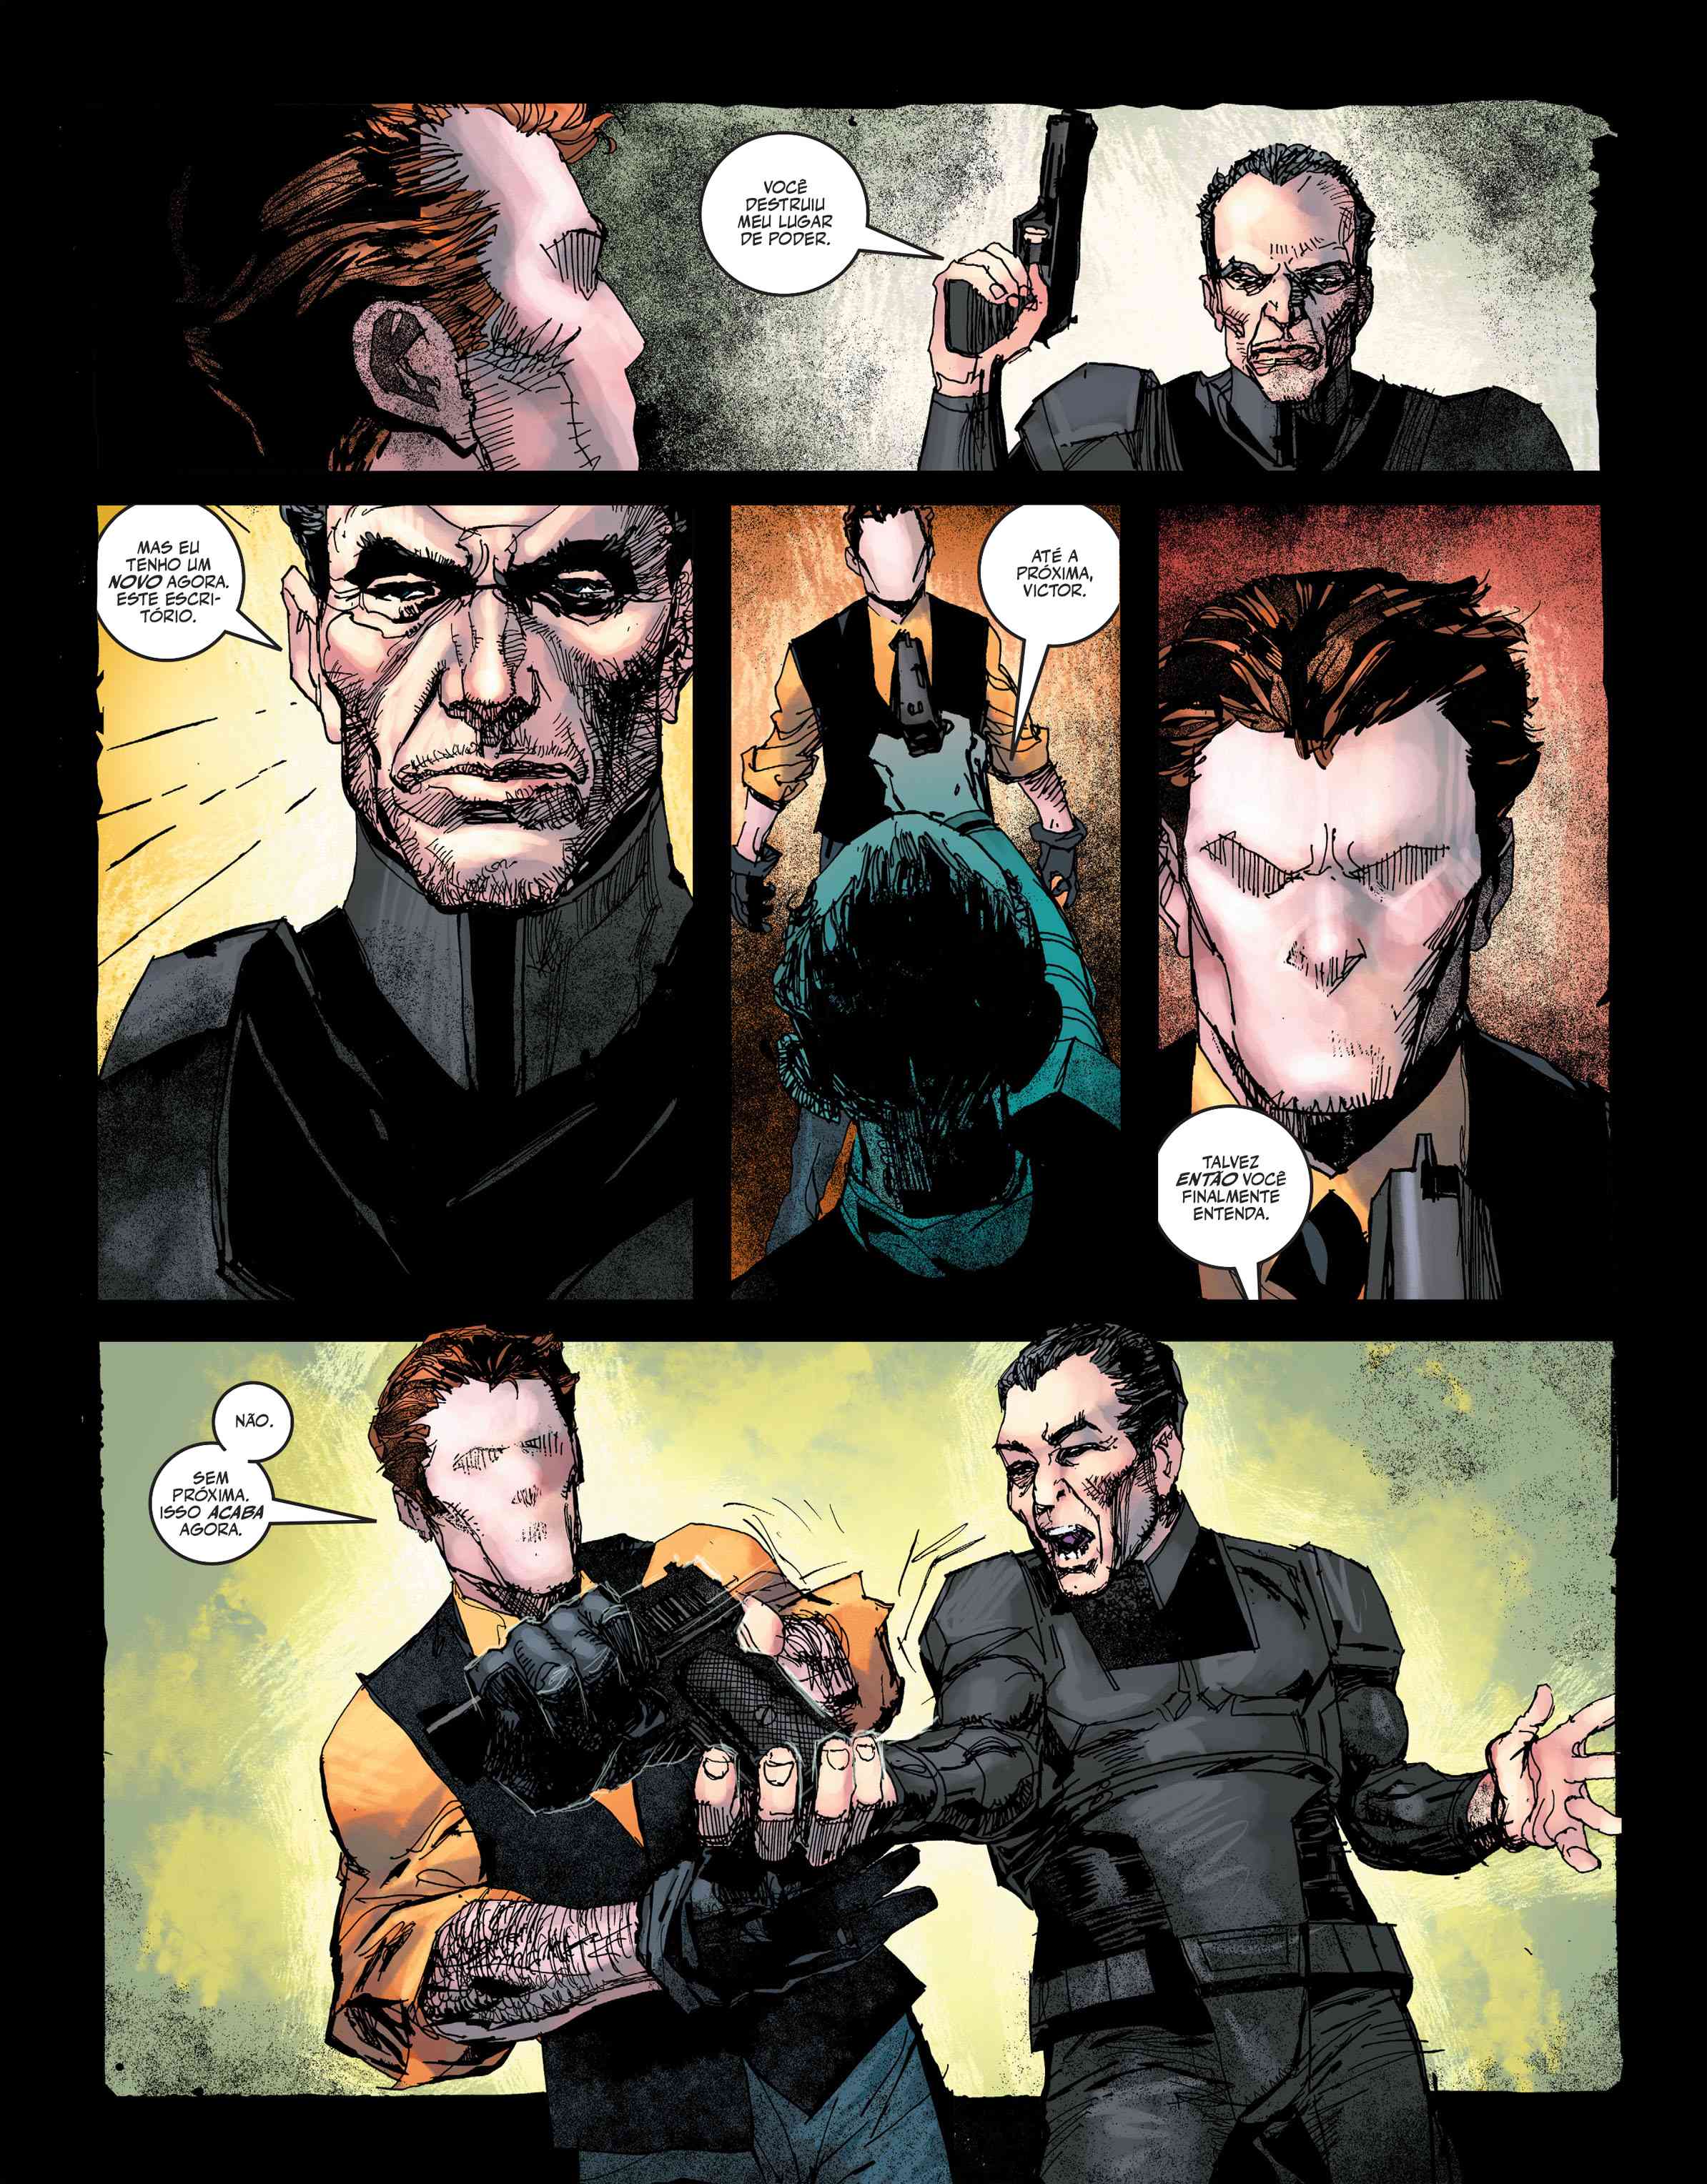 VOCÊ
DESTRUIU
MEU LUGAR
DE PODER.
MAS EU
TENHO UM
NOVO AGORA.
ESTE ESCRI-
TÓRIO.
ATÉ A
PRÓXIMA,
VICTOR.
TALVEZ
ENTÃO VOCÊ
FINALMENTE
ENTENDA.
NÃO.
SEM
PRÓXIMA.
ISSO ACABA
AGORA.